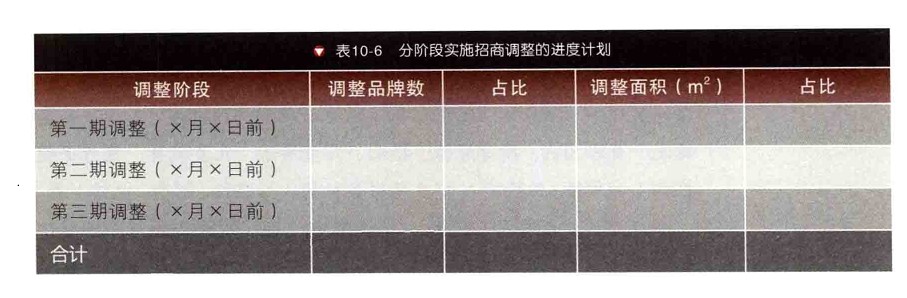 表10-6 分阶段实施招商调整的进度计划
调整阶段 调整品牌数 占比 调整面积（m²） 占比
第一期调整（×月×日前）
第二期调整（×月×日前）
第三期调整（×月×日前）
合计